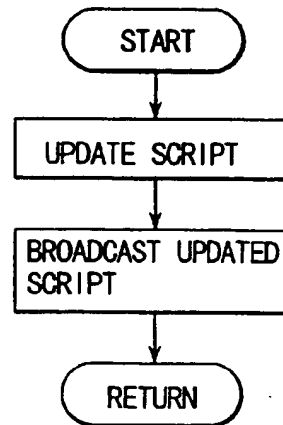 START
UPDATE SCRIPT
BROADCAST UPDATED
SCRIPT
RETURN